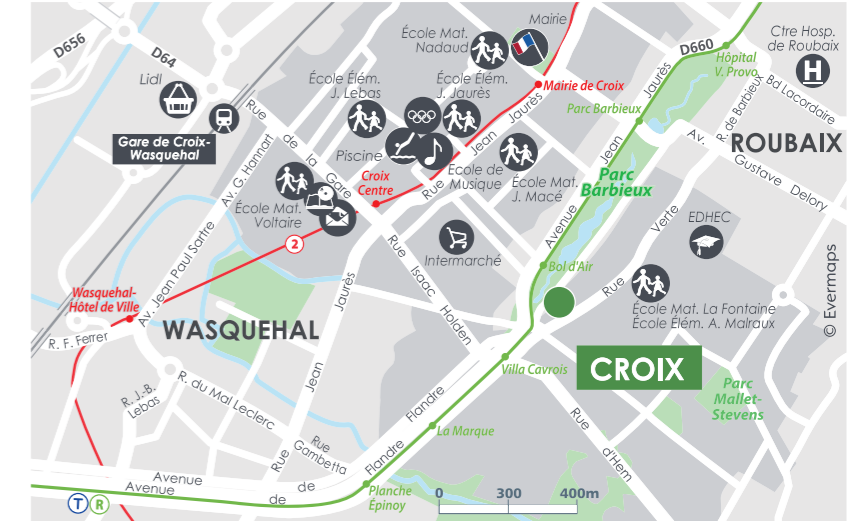 D656
D64
Lidl
Gare de Croix-
Wasquehal
École Mat.
Nadaud
Mairie
École Élém.
J. Lebas
École Élém.
J. Jaurès
Mairie de Croix
Piscine
École de
Musique
École Mat.
J. Macé
Croix
Centre
École Mat.
Voltaire
Rue de la Gare
Av. G. Hannart
Rue Jean Jaurès
Intermarché
2
D660
Hôpital
V. Provo
Ctre Hosp.
de Roubaix
H
Parc Barbieux
Bd Lacordaire
R. de Barbieux
ROUBAIX
Av. Gustave Delory
Parc
Barbieux
Avenue Jean Jaurès
EDHEC
Rue Verte
Bol d'Air
École Mat. La Fontaine
École Élém. A. Malraux
© Evermaps
Wasquehal-
Hôtel de Ville
Av. Jean Paul Sartre
R. F. Ferrer
WASQUEHAL
Rue Isaac Holden
Rue Jean Jaurès
CROIX
Villa Cavrois
Parc
Mallet-
Stevens
R. J.-B.
Lebas
R. du Mal Leclerc
Rue
Gambetta
La Marque
Rue d'Hem
Avenue de Flandre
Avenue de Flandre
Planche
Épinoy
T R
0 300 400m